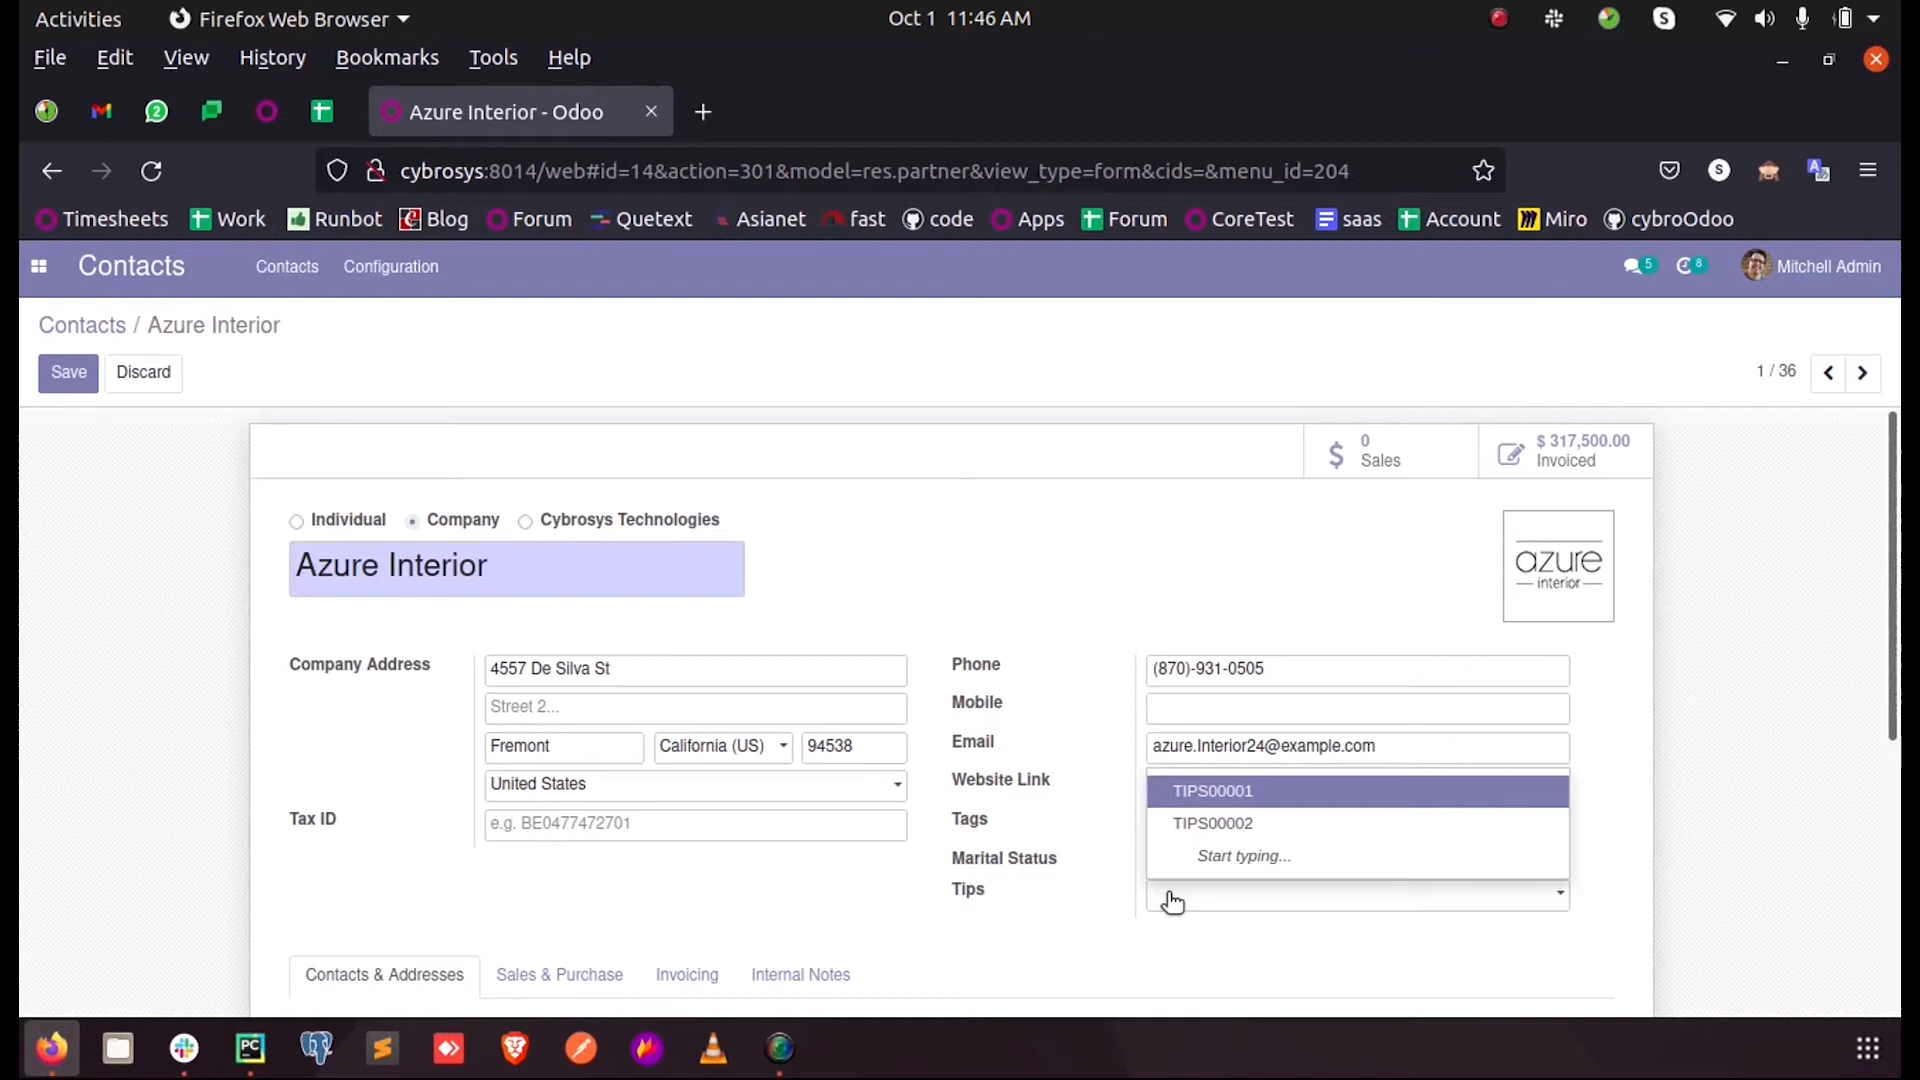 Activities Firefox Web Browser Oct 1 11:46 AM
File Edit View History Bookmarks Tools Help
Azure Interior - Odoo
cybrosys:8014/web#id=14&action=301&model=res.partner&view_type=form&cids=&menu_id=204
Timesheets Work Runbot Blog Forum Quetext Asianet fast code Apps Forum CoreTest saas Account Miro cybroOdoo
Contacts Contacts Configuration 5 8 Mitchell Admin
Contacts / Azure Interior
Save Discard 1 / 36
0 Sales
$ 317,500.00 Invoiced
Individual Company Cybrosys Technologies
Azure Interior
azure
interior
Company Address 4557 De Silva St Phone (870)-931-0505
Street 2... Mobile
Fremont California (US) 94538 Email azure.Interior24@example.com
United States Website Link TIPS00001
Tax ID e.g. BE0477472701 Tags TIPS00002
Marital Status Start typing...
Tips
Contacts & Addresses Sales & Purchase Invoicing Internal Notes